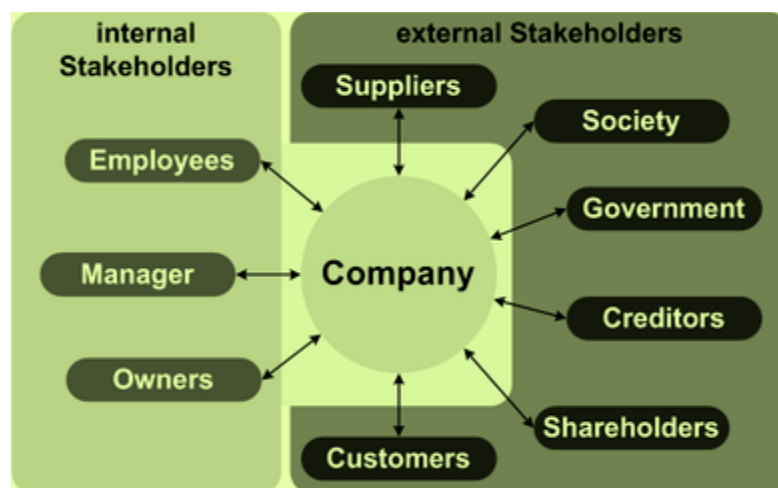 internal
Stakeholders
external Stakeholders
Suppliers
Society
Employees
Government
Manager
Company
Creditors
Owners
Shareholders
Customers